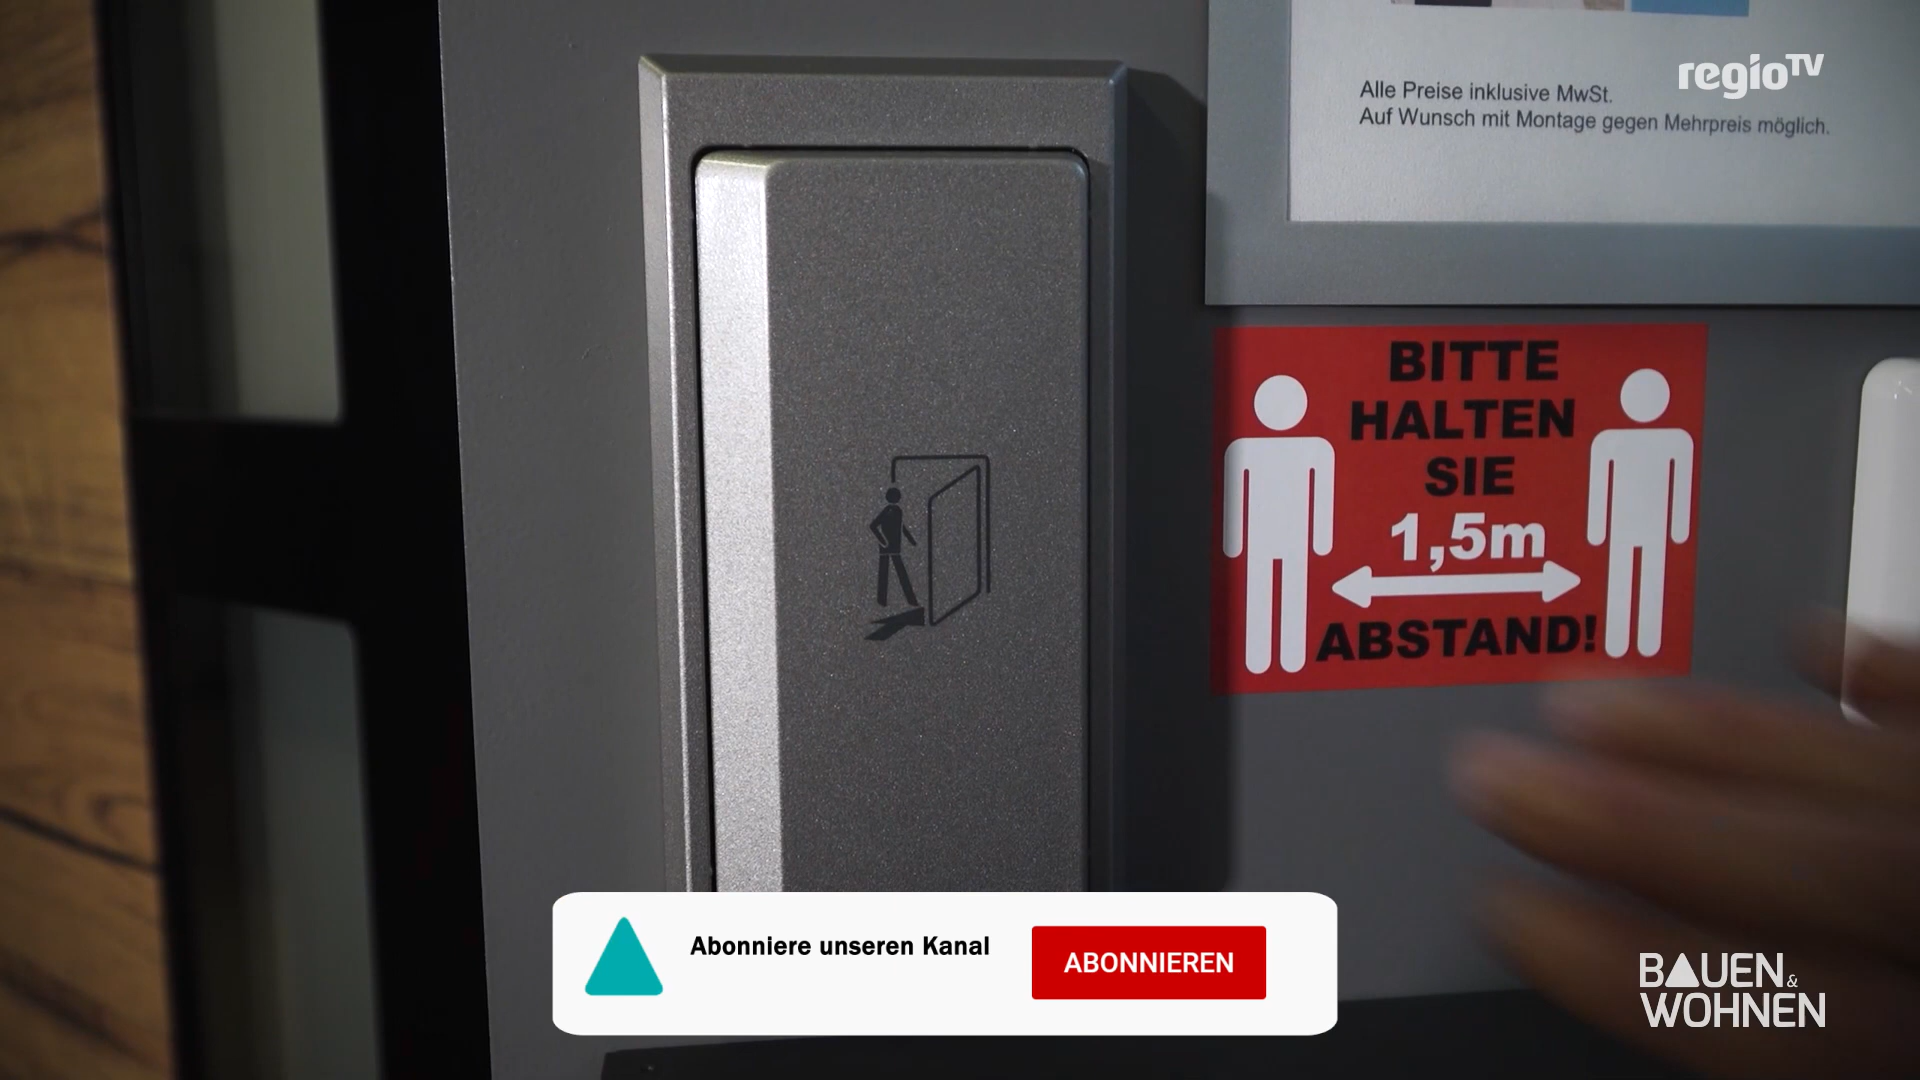 regioTV
Alle Preise inklusive MwSt.
Auf Wunsch mit Montage gegen Mehrpreis möglich.
BITTE
HALTEN
SIE
1,5m
ABSTAND!
Abonniere unseren Kanal
ABONNIEREN
BAUEN &
WOHNEN